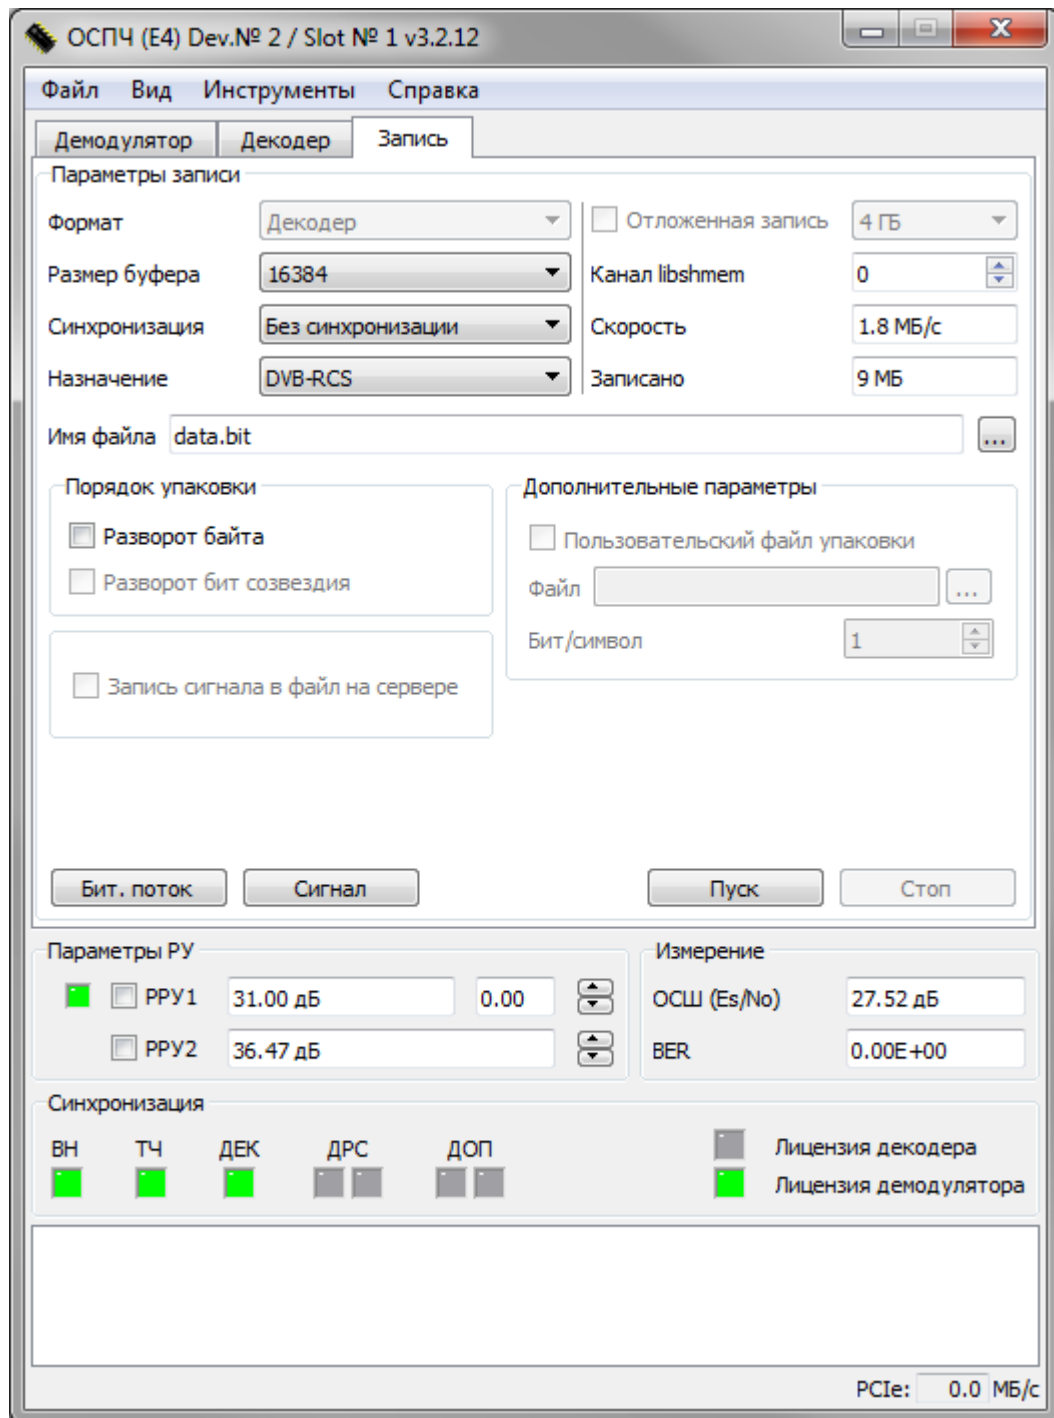 ОСПЧ (E4) Dev.№ 2 / Slot № 1 v3.2.12
Файл Вид Инструменты Справка
Демодулятор Декодер Запись
Параметры записи
Формат Декодер Отложенная запись 4 ГБ
Размер буфера 16384 Канал libshmem 0
Синхронизация Без синхронизации Скорость 1.8 МБ/с
Назначение DVB-RCS Записано 9 МБ
Имя файла data.bit ...
Порядок упаковки Дополнительные параметры
Разворот байта Пользовательский файл упаковки
Разворот бит созвездия Файл ...
Бит/символ 1
Запись сигнала в файл на сервере
Бит. поток Сигнал Пуск Стоп
Параметры РУ Измерение
РРУ1 31.00 дБ 0.00 ОСШ (Es/No) 27.52 дБ
РРУ2 36.47 дБ BER 0.00E+00
Синхронизация
ВН ТЧ ДЕК ДРС ДОП Лицензия декодера
Лицензия демодулятора
PCIe: 0.0 МБ/с